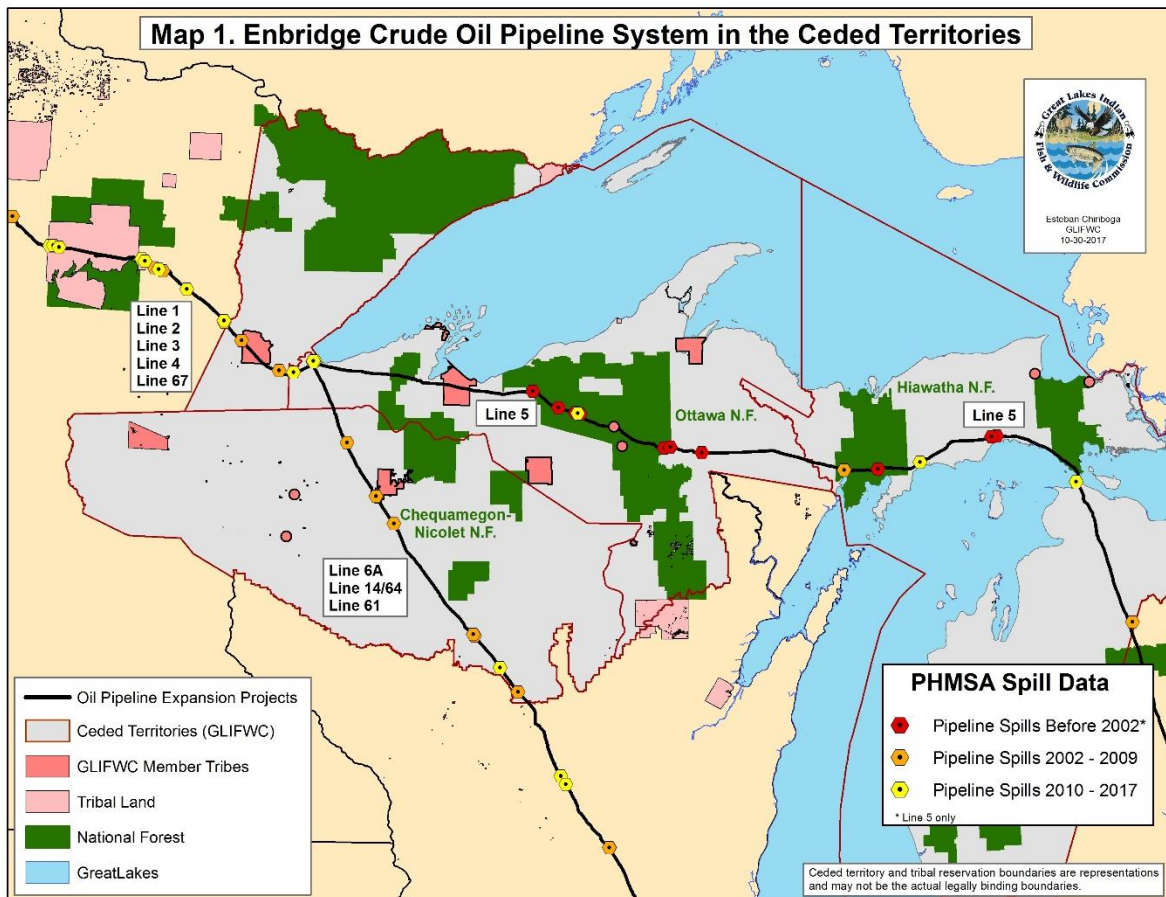 Map 1. Enbridge Crude Oil Pipeline System in the Ceded Territories
Great Lakes Indian
Fish & Wildlife Commission
Esteban Chiriboga
GLIFWC
10-30-2017
Line 1
Line 2
Line 3
Line 4
Line 67
Line 5
Ottawa N.F.
Hiawatha N.F.
Line 5
Chequamegon-
Nicolet N.F.
Line 6A
Line 14/64
Line 61
Oil Pipeline Expansion Projects
Ceded Territories (GLIFWC)
GLIFWC Member Tribes
Tribal Land
National Forest
GreatLakes
PHMSA Spill Data
Pipeline Spills Before 2002*
Pipeline Spills 2002 - 2009
Pipeline Spills 2010 - 2017
* Line 5 only
Ceded territory and tribal reservation boundaries are representations
and may not be the actual legally binding boundaries.